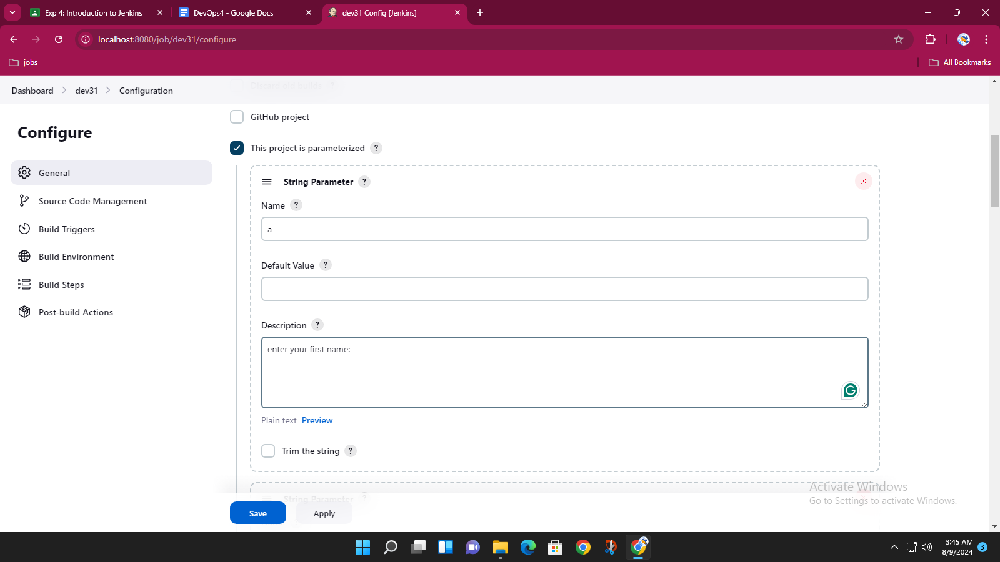 Exp 4: Introduction to Jenkins
DevOps4 - Google Docs
dev31 Config [Jenkins]
localhost:8080/job/dev31/configure
jobs
All Bookmarks
Dashboard
dev31
Configuration
Discard old builds ?
GitHub project
Configure
This project is parameterized ?
General
String Parameter ?
Source Code Management
Name ?
a
Build Triggers
Build Environment
Default Value ?
Build Steps
Post-build Actions
Description ?
enter your first name:
Plain text Preview
Trim the string ?
String Parameter ?
Activate Windows
Go to Settings to activate Windows.
Save
Apply
3:45 AM
8/9/2024
3